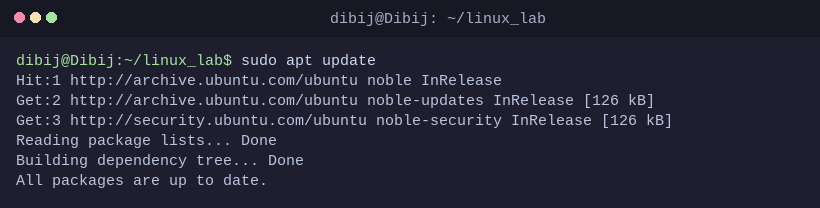 dibij@Dibij: ~/linux_lab
dibij@Dibij:~/linux_lab$ sudo apt update
Hit:1 http://archive.ubuntu.com/ubuntu noble InRelease
Get:2 http://archive.ubuntu.com/ubuntu noble-updates InRelease [126 kB]
Get:3 http://security.ubuntu.com/ubuntu noble-security InRelease [126 kB]
Reading package lists... Done
Building dependency tree... Done
All packages are up to date.